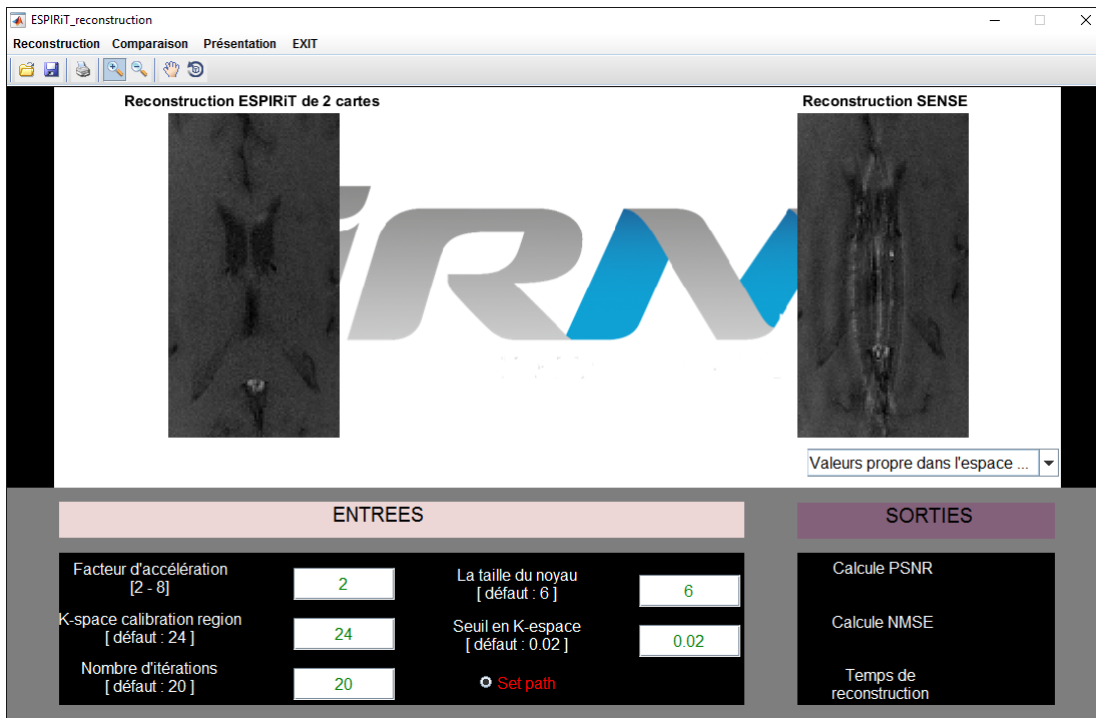 ESPIRiT_reconstruction
Reconstruction Comparaison Présentation EXIT
Reconstruction ESPIRiT de 2 cartes
Reconstruction SENSE
iRM
Valeurs propre dans l'espace ...
ENTREES
SORTIES
Facteur d'accélération
[2 - 8]
2
La taille du noyau
[ défaut : 6 ]
6
K-space calibration region
[ défaut : 24 ]
24
Seuil en K-espace
[ défaut : 0.02 ]
0.02
Nombre d'itérations
[ défaut : 20 ]
20
Set path
Calcule PSNR
Calcule NMSE
Temps de
reconstruction